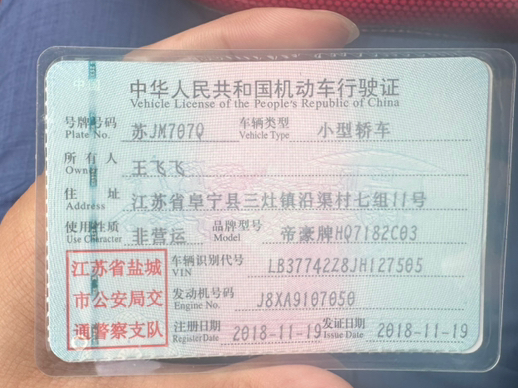 中国
中华人民共和国机动车行驶证
Vehicle License of the People's Republic of China
号牌号码 苏JM707Q 车辆类型 小型轿车
Plate No. Vehicle Type
所有人 王飞飞
Owner
住址 江苏省阜宁县三灶镇沿渠村七组11号
Address
使用性质 非营运 品牌型号 帝豪牌HQ7182C03
Use Character Model
江苏省盐城
市公安局交
通警察支队
车辆识别代号 LB37742Z8JH127505
VIN
发动机号码 J8XA9107050
Engine No.
注册日期 2018-11-19 发证日期 2018-11-19
Register Date Issue Date